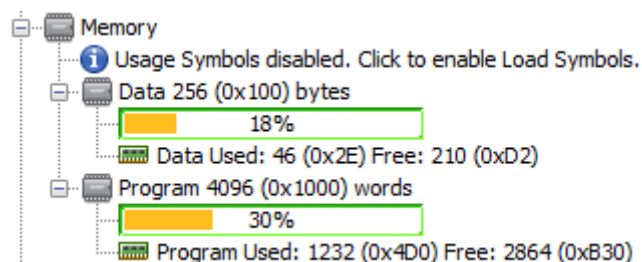 Memory
Usage Symbols disabled. Click to enable Load Symbols.
Data 256 (0x100) bytes
18%
Data Used: 46 (0x2E) Free: 210 (0xD2)
Program 4096 (0x1000) words
30%
Program Used: 1232 (0x4D0) Free: 2864 (0xB30)